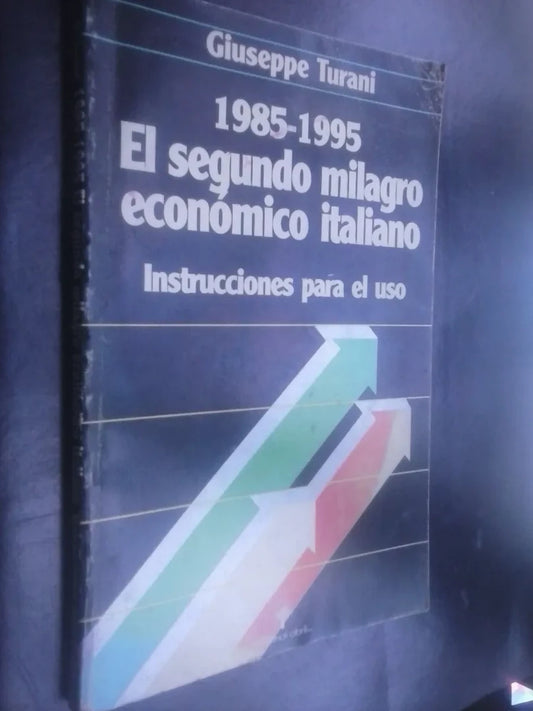 Giuseppe Turani
1985-1995
El segundo milagro
económico italiano
Instrucciones para el uso